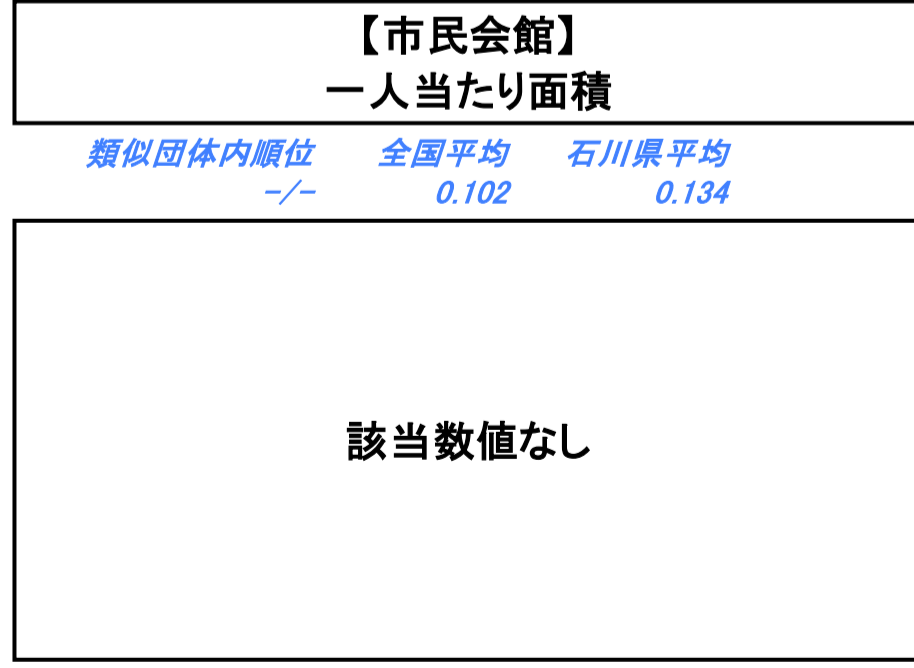 【市民会館】
一人当たり面積
類似団体内順位 全国平均 石川県平均
-/- 0.102 0.134
該当数値なし